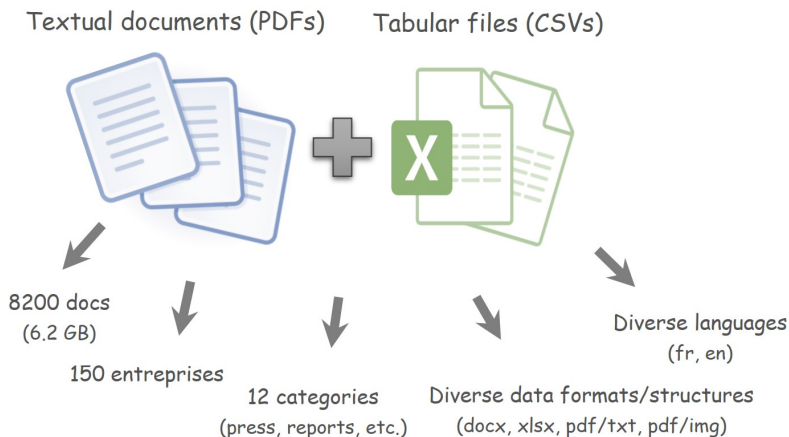 Textual documents (PDFs)
Tabular files (CSVs)
X
8200 docs
(6.2 GB)
150 entreprises
12 categories
(press, reports, etc.)
Diverse data formats/structures
(docx, xlsx, pdf/txt, pdf/img)
Diverse languages
(fr, en)